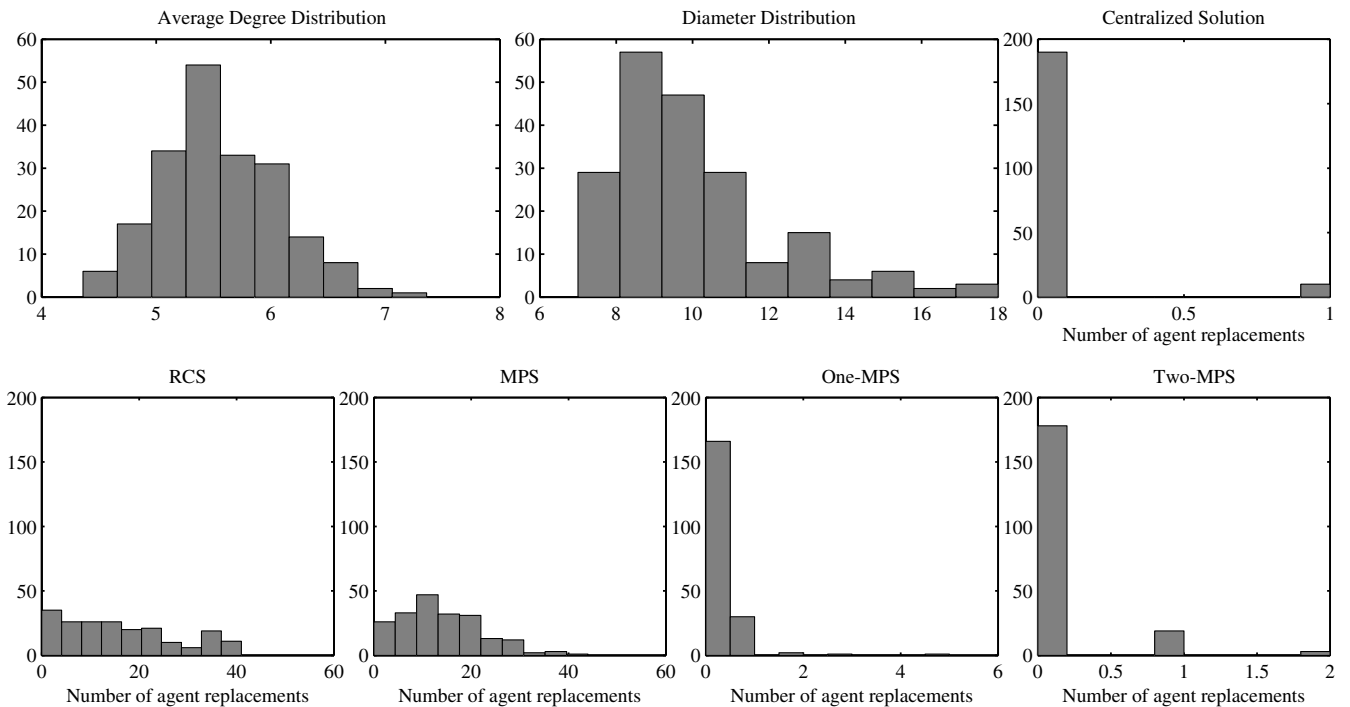 Average Degree Distribution
60
50
40
30
20
10
0
4 5 6 7 8
Diameter Distribution
60
50
40
30
20
10
0
6 8 10 12 14 16 18
Centralized Solution
200
150
100
50
0
0 0.5 1
Number of agent replacements
RCS
200
150
100
50
0
0 20 40 60
Number of agent replacements
MPS
200
150
100
50
0
0 20 40 60
Number of agent replacements
One-MPS
200
150
100
50
0
0 2 4 6
Number of agent replacements
Two-MPS
200
150
100
50
0
0 0.5 1 1.5 2
Number of agent replacements